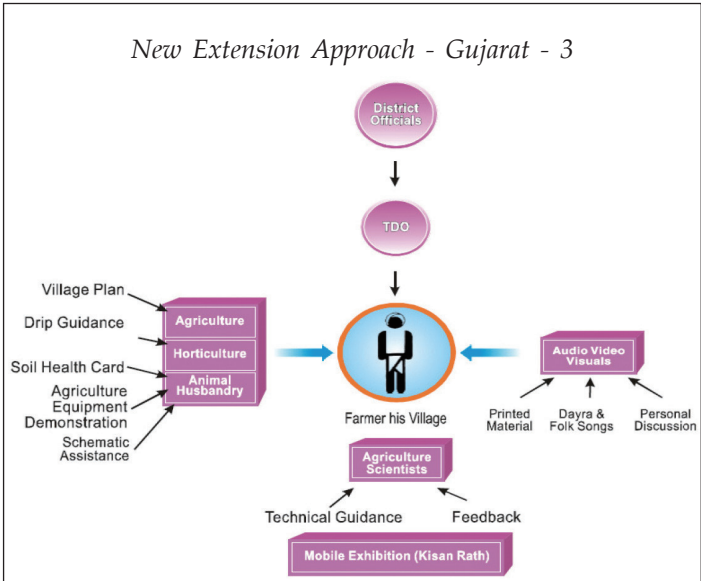 New Extension Approach - Gujarat - 3
District
Officials
TDO
Village Plan
Drip Guidance
Soil Health Card
Agriculture
Equipment
Demonstration
Schematic
Assistance
Agriculture
Horticulture
Animal
Husbandry
Farmer his Village
Audio Video
Visuals
Printed
Material
Dayra &
Folk Songs
Personal
Discussion
Agriculture
Scientists
Technical Guidance
Feedback
Mobile Exhibition (Kisan Rath)